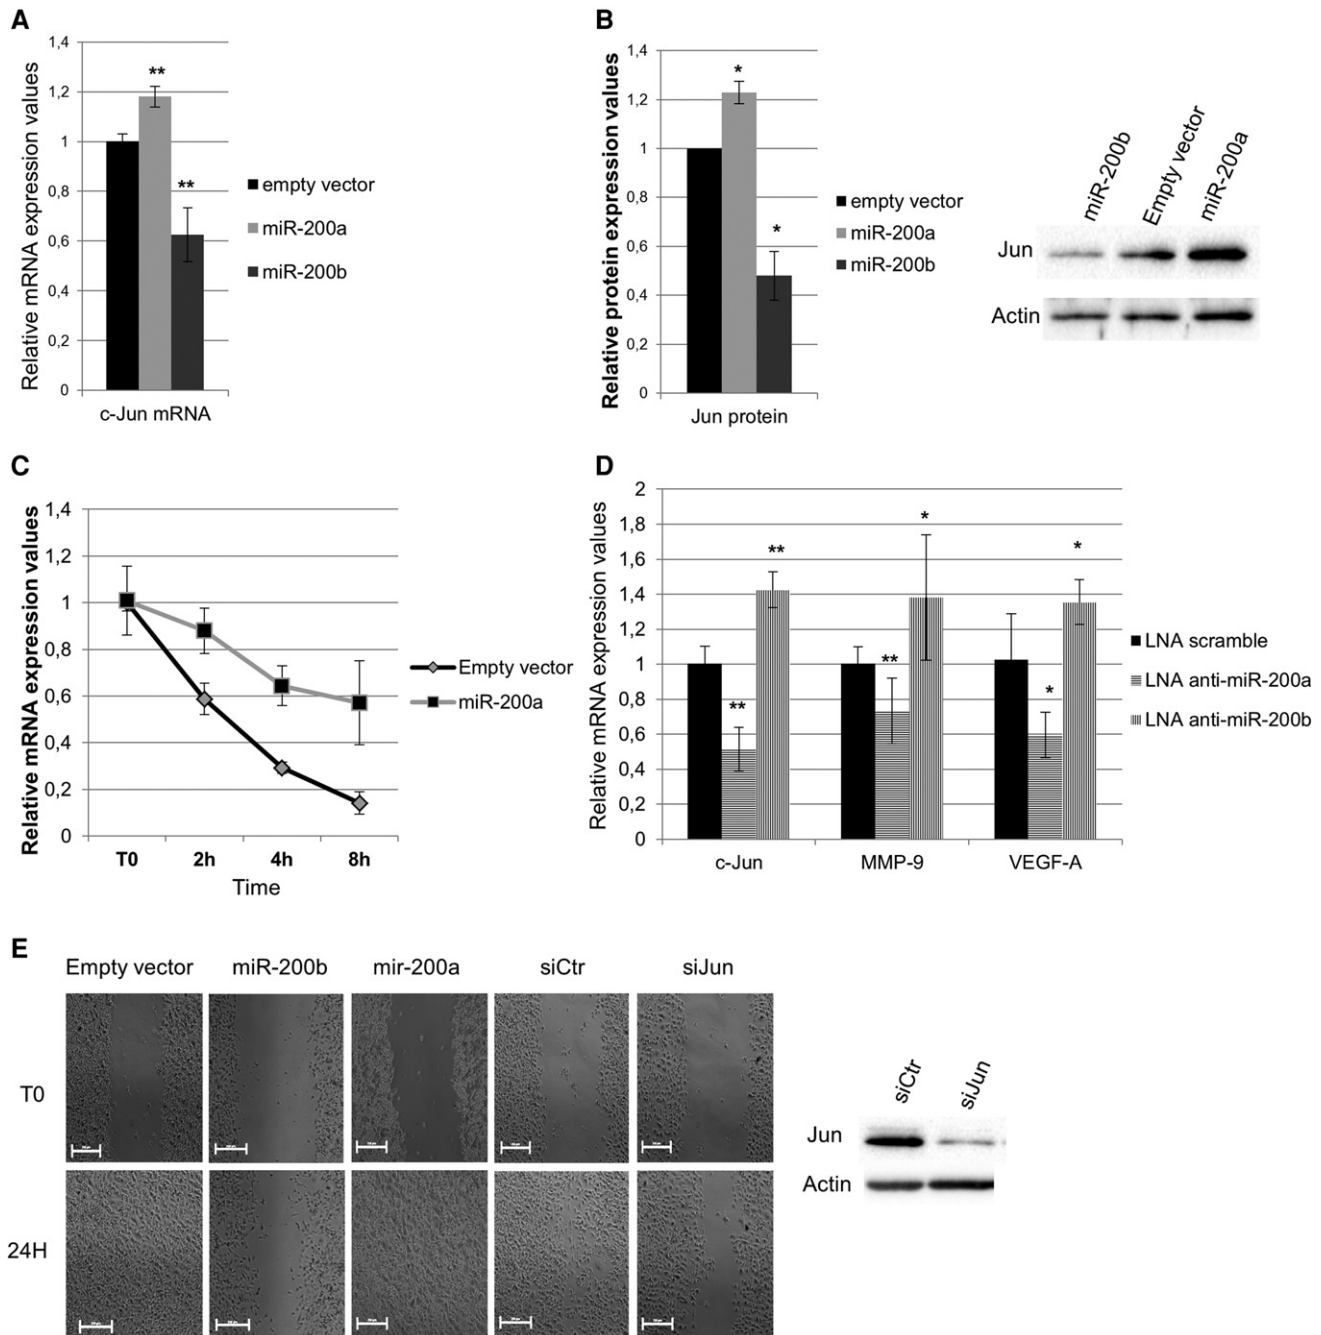 A
Relative mRNA expression values
1,4
1,2
1
0,8
0,6
0,4
0,2
0
**
**
c-Jun mRNA
empty vector
miR-200a
miR-200b
B
Relative protein expression values
1,4
1,2
1
0,8
0,6
0,4
0,2
0
*
*
Jun protein
empty vector
miR-200a
miR-200b
miR-200b
Empty vector
miR-200a
Jun
Actin
C
Relative mRNA expression values
1,4
1,2
1
0,8
0,6
0,4
0,2
0
T0 2h 4h 8h
Time
Empty vector
miR-200a
D
Relative mRNA expression values
2
1,8
1,6
1,4
1,2
1
0,8
0,6
0,4
0,2
0
**
**
**
*
*
*
c-Jun MMP-9 VEGF-A
LNA scramble
LNA anti-miR-200a
LNA anti-miR-200b
E
Empty vector miR-200b mir-200a siCtr siJun
T0
24H
siCtr
siJun
Jun
Actin